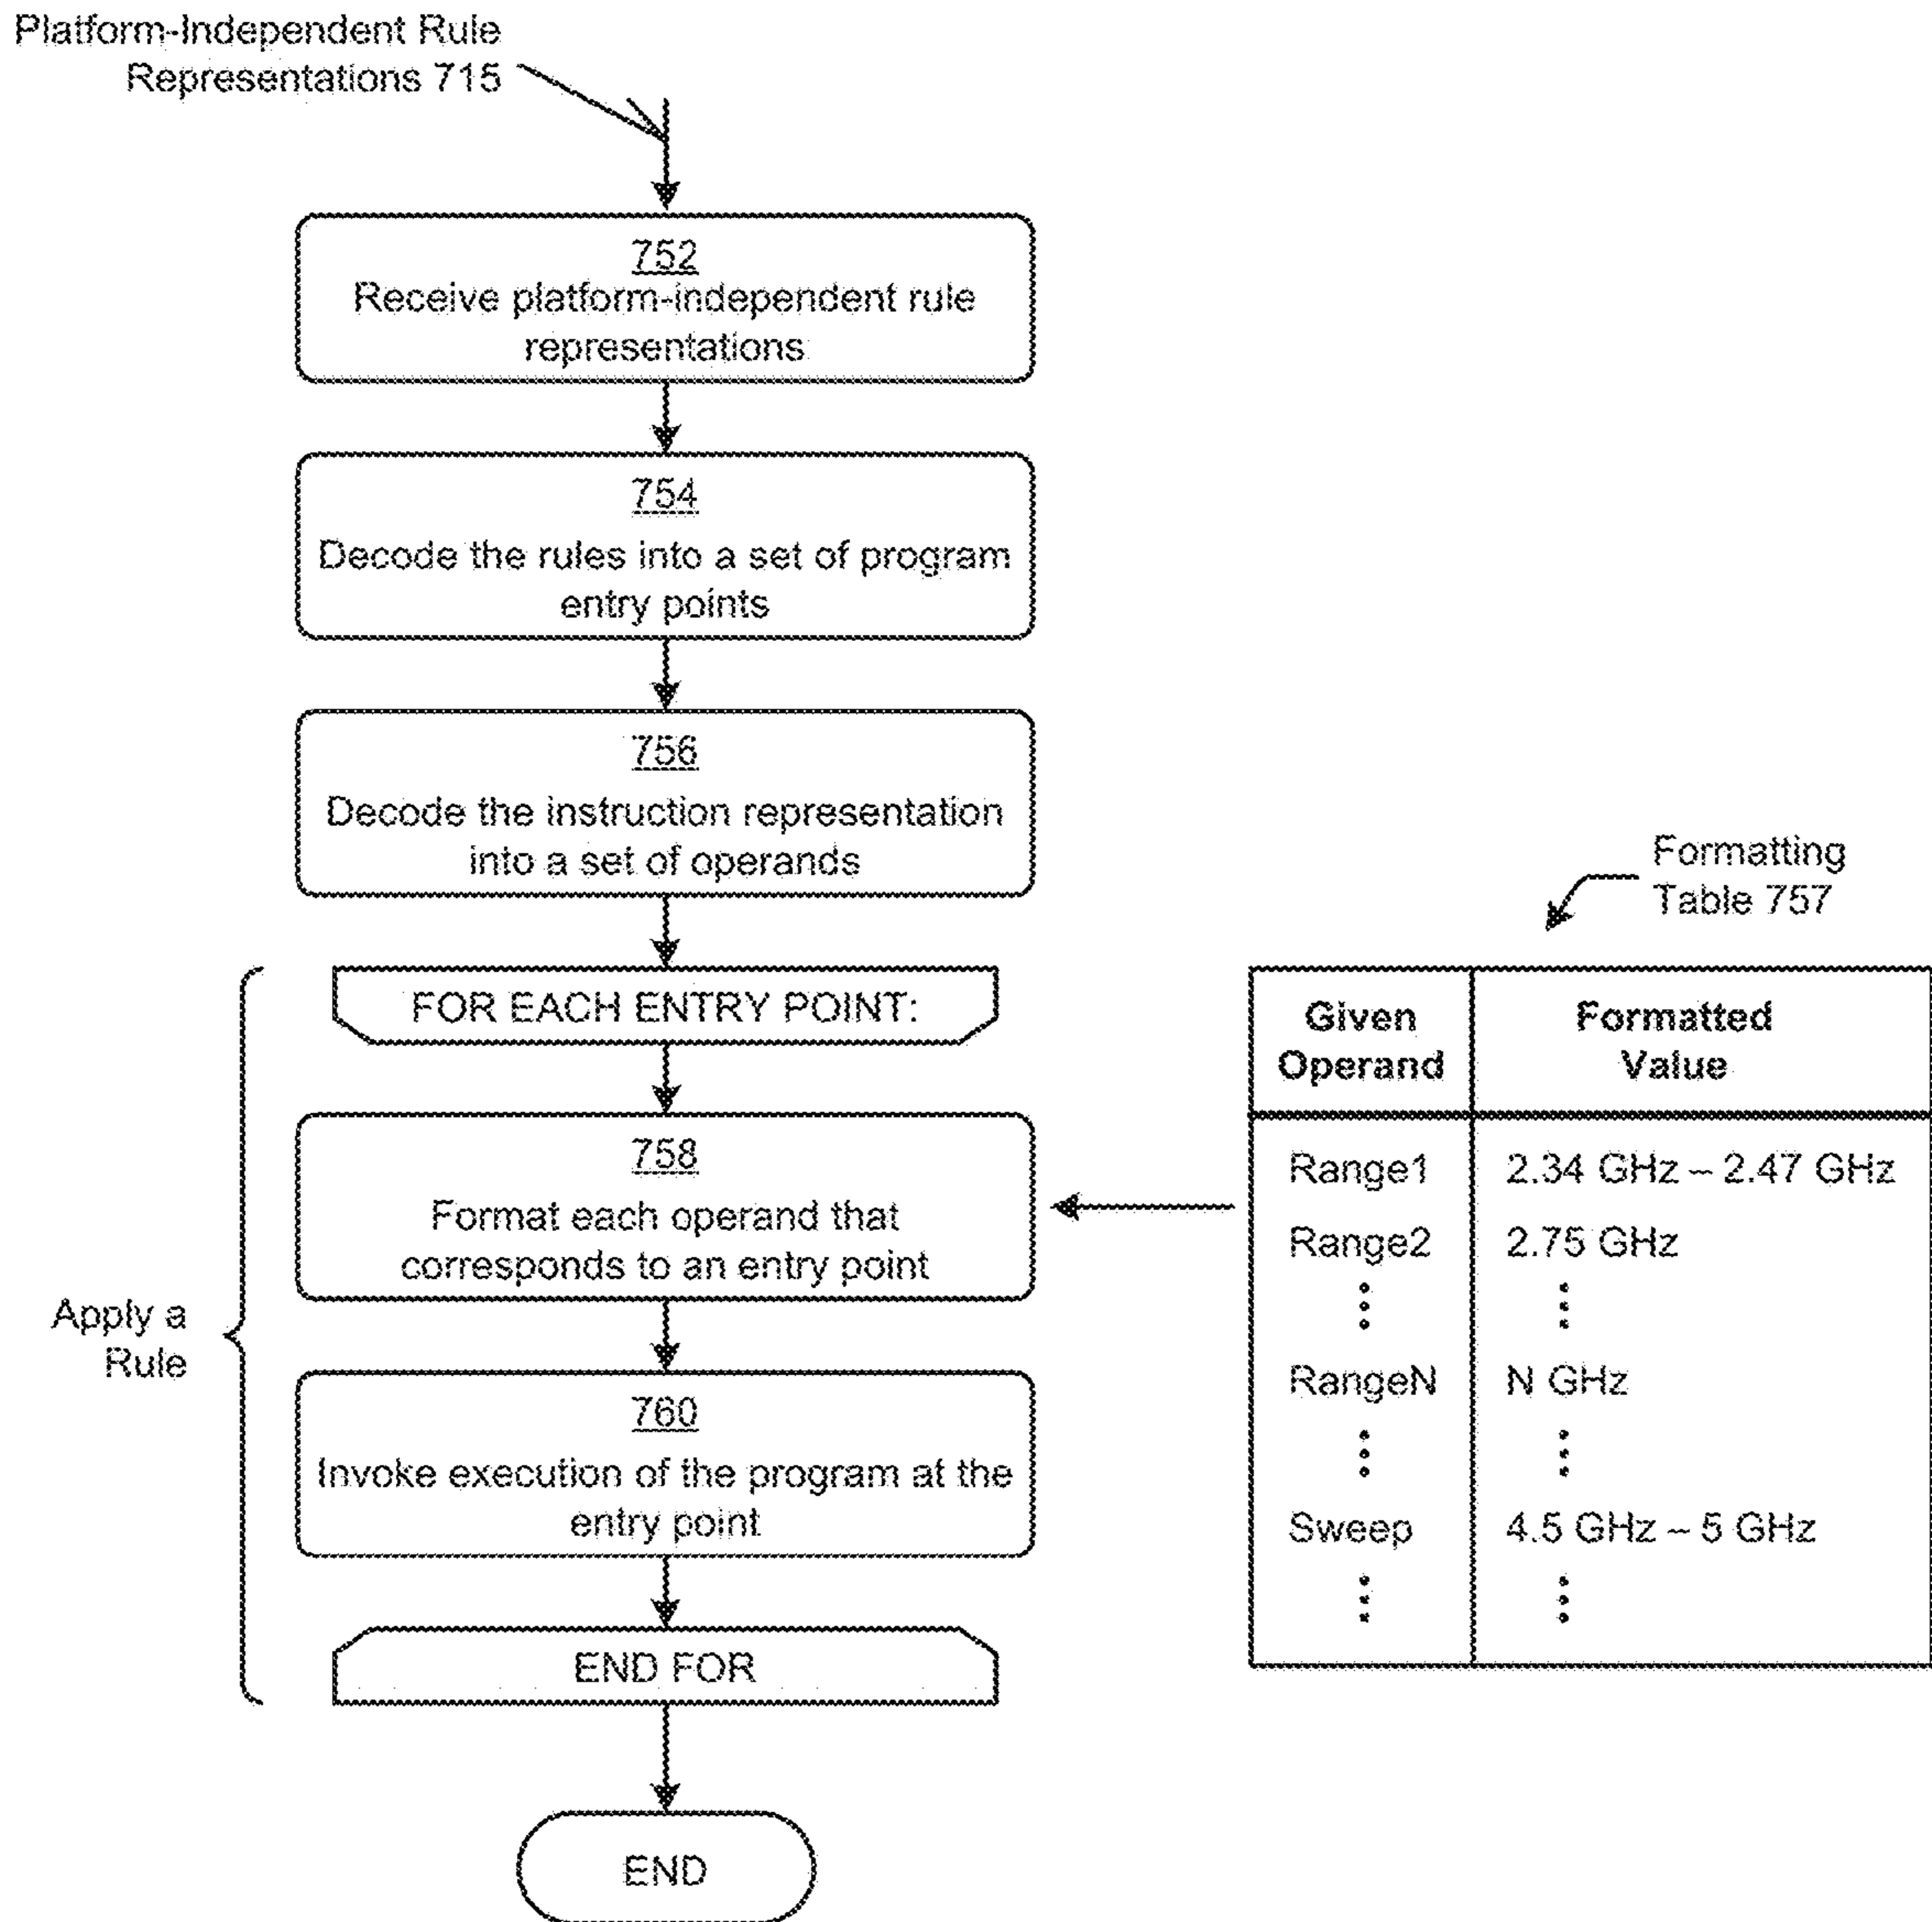 Platform-Independent Rule
Representations 715
752
Receive platform-independent rule
representations
754
Decode the rules into a set of program
entry points
756
Decode the instruction representation
into a set of operands
FOR EACH ENTRY POINT:
758
Format each operand that
corresponds to an entry point
760
Invoke execution of the program at the
entry point
END FOR
END
Apply a
Rule
Formatting
Table 757
Given
Operand
Formatted
Value
Range1 2.34 GHz – 2.47 GHz
Range2 2.75 GHz
RangeN N GHz
Sweep 4.5 GHz – 5 GHz